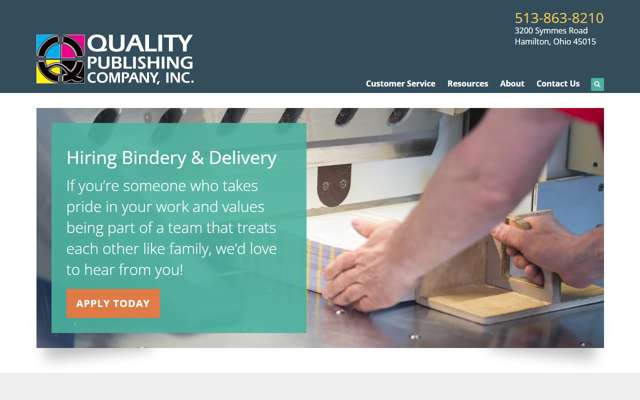 513-863-8210
3200 Symmes Road
Hamilton, Ohio 45015
QUALITY
PUBLISHING
COMPANY, INC.
Customer Service Resources About Contact Us
Hiring Bindery & Delivery
If you're someone who takes
pride in your work and values
being part of a team that treats
each other like family, we'd love
to hear from you!
APPLY TODAY